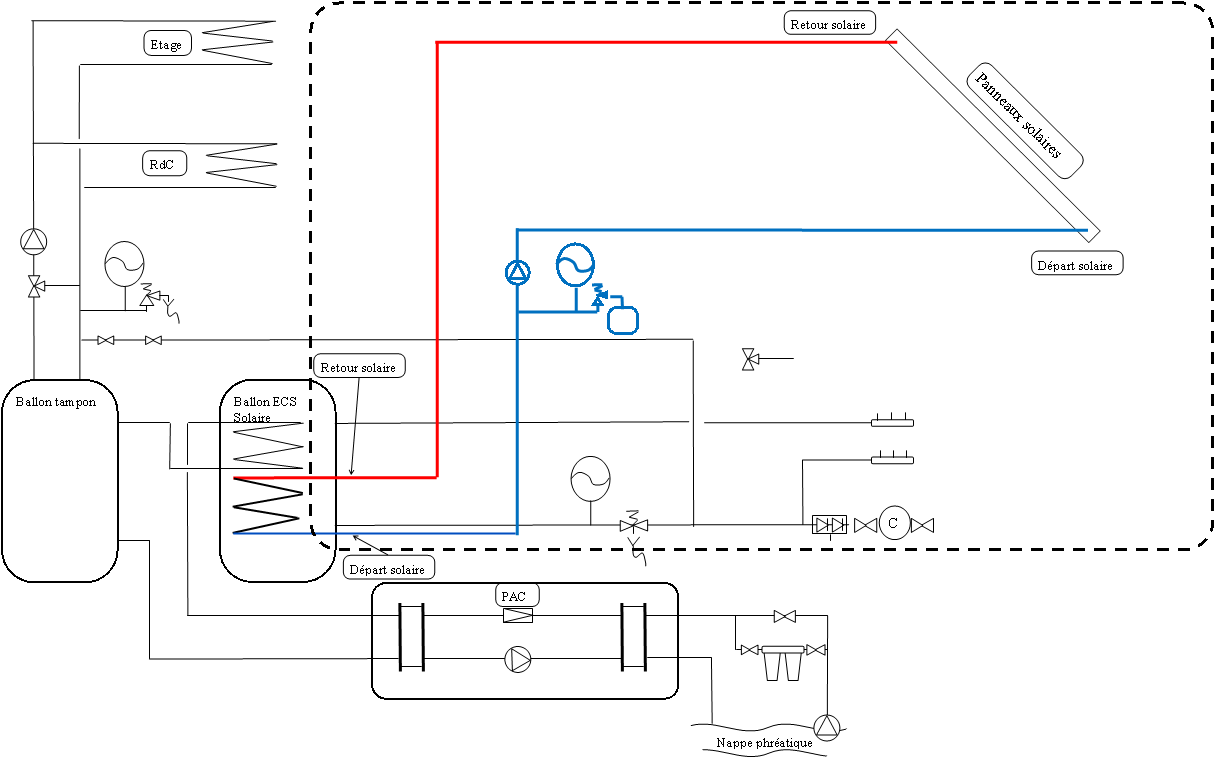 Retour solaire
Etage
Panneaux solaires
RdC
Départ solaire
Retour solaire
Ballon tampon
Ballon ECS
Solaire
C
Départ solaire
PAC
Nappe phréatique